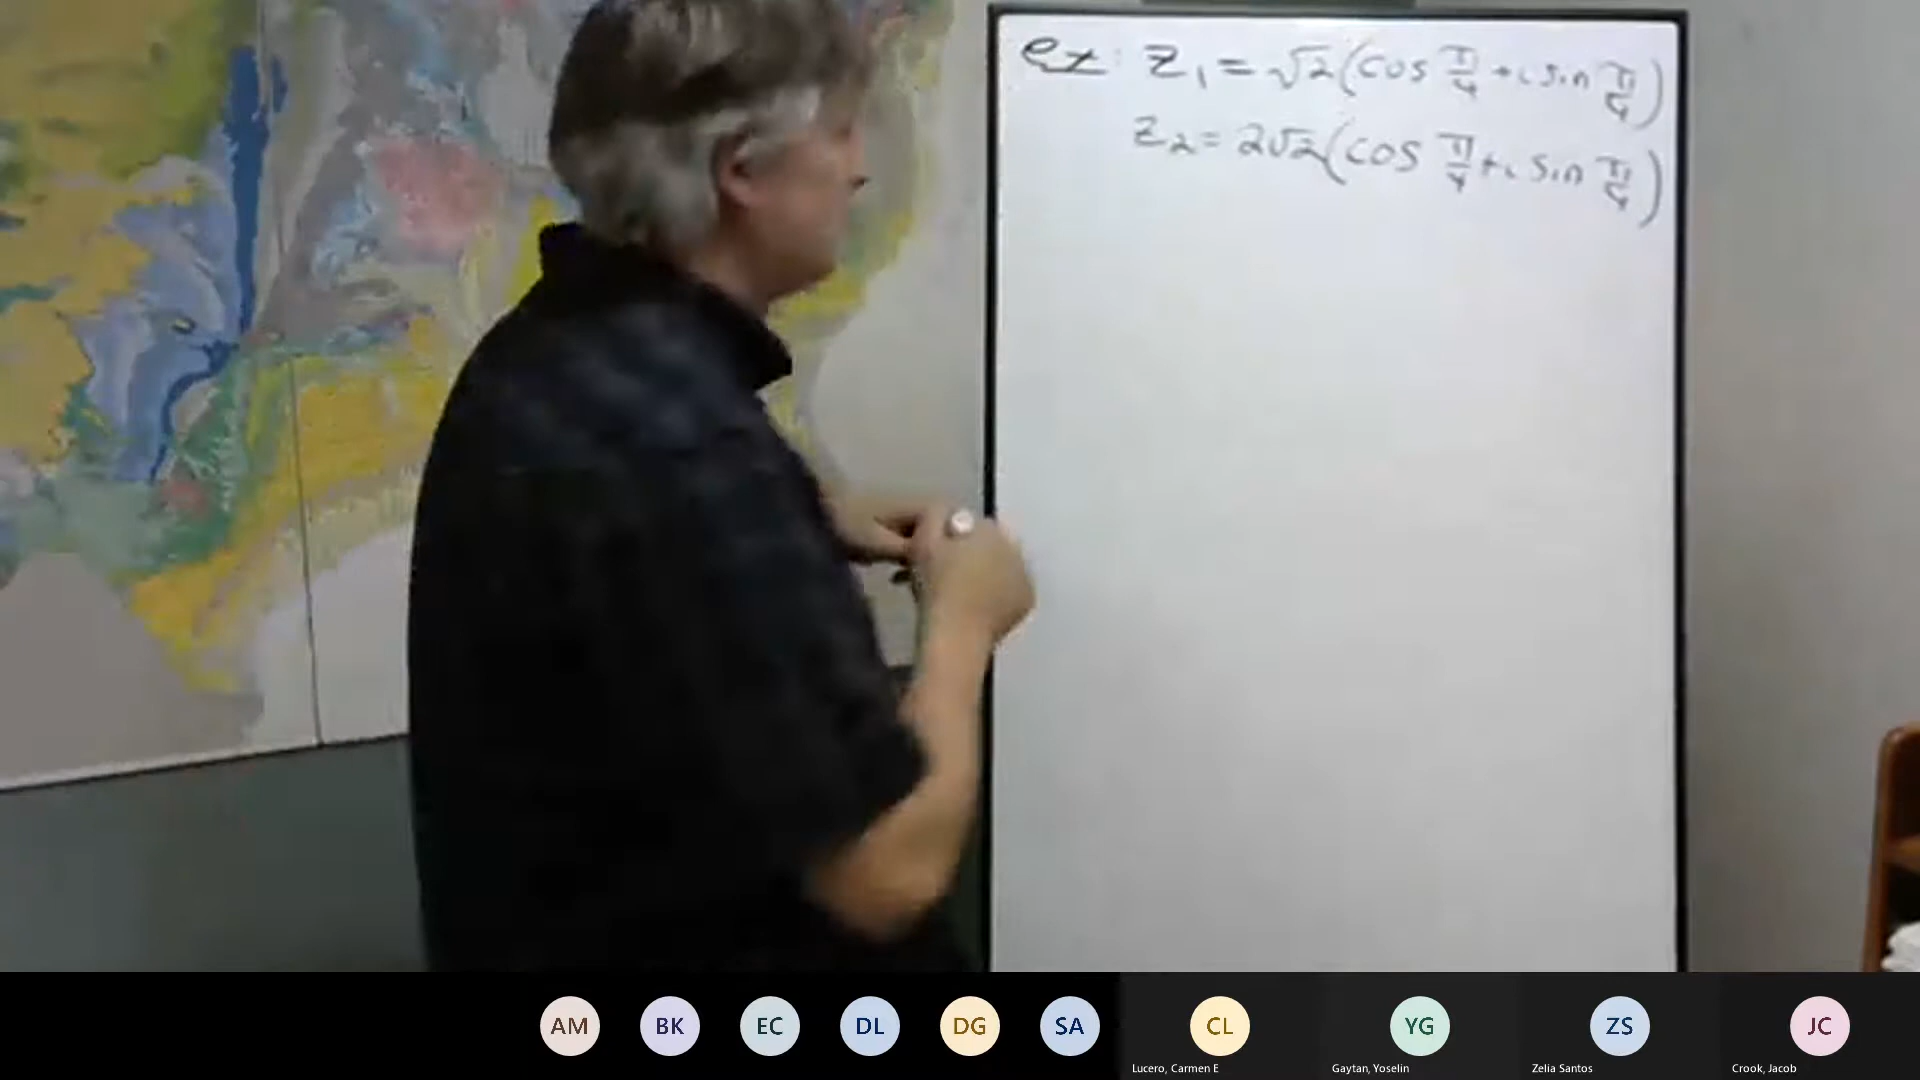 ex: z₁ = √2(cos π/4 + i sin π/4)
z₂ = 2√2(cos π/4 + i sin π/4)
AM BK EC DL DG SA CL YG ZS JC
Lucero, Carmen E Gaytan, Yoselin Zelia Santos Crook, Jacob